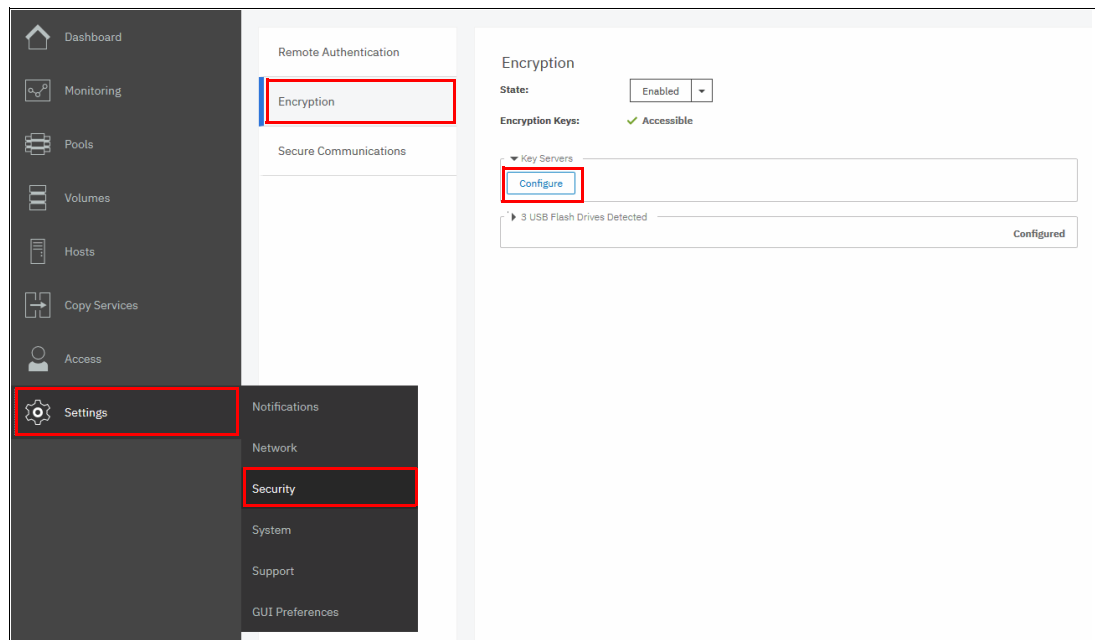 Dashboard
Monitoring
Pools
Volumes
Hosts
Copy Services
Access
Settings
Notifications
Network
Security
System
Support
GUI Preferences
Remote Authentication
Encryption
Secure Communications
Encryption
State:
Enabled
Encryption Keys:
Accessible
Key Servers
Configure
3 USB Flash Drives Detected
Configured